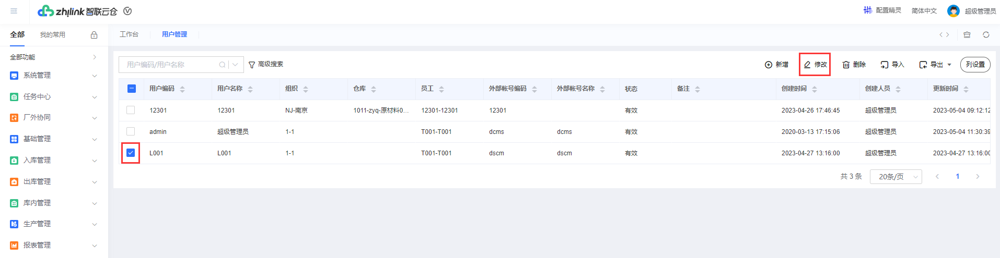 zhilink 智联云仓
配置精灵 简体中文 超级管理员
全部 我的常用
工作台 用户管理
全部功能
系统管理
任务中心
厂外协同
基础管理
入库管理
出库管理
库内管理
生产管理
报表管理
用户编码/用户名称 高级搜索 新增 修改 删除 导入 导出 列设置
用户编码 用户名称 组织 仓库 员工 外部帐号编码 外部帐号名称 状态 备注 创建时间 创建人员 更新时间
12301 12301 NJ-南京 1011-zyq-原材料0... 12301-12301 12301 有效 2023-04-26 17:46:45 超级管理员 2023-05-04 09:12:12
admin 超级管理员 1-1 T001-T001 dcms dcms 有效 2020-03-13 17:15:06 超级管理员 2023-05-04 11:30:39
L001 L001 1-1 T001-T001 dscm dscm 有效 2023-04-27 13:16:00 超级管理员 2023-04-27 13:16:00
共 3 条 20条/页 1